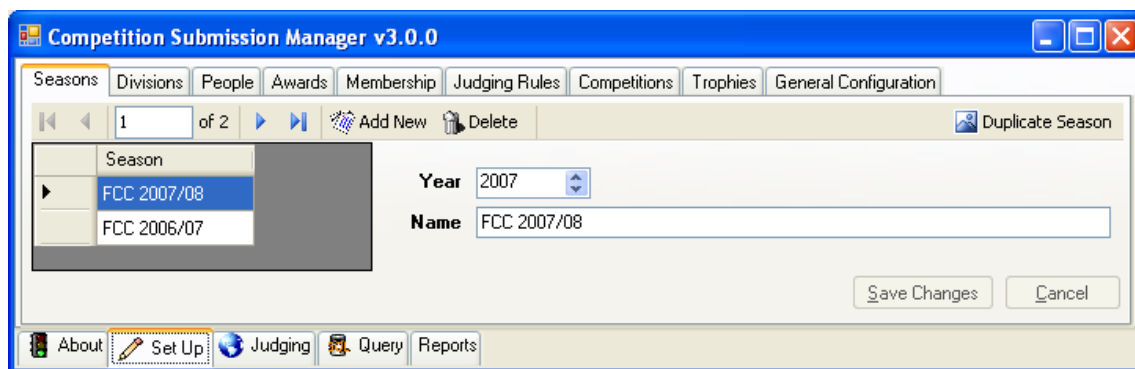 Competition Submission Manager v3.0.0
Seasons Divisions People Awards Membership Judging Rules Competitions Trophies General Configuration
1 of 2 Add New Delete Duplicate Season
Season
FCC 2007/08
FCC 2006/07
Year 2007
Name FCC 2007/08
Save Changes Cancel
About Set Up Judging Query Reports